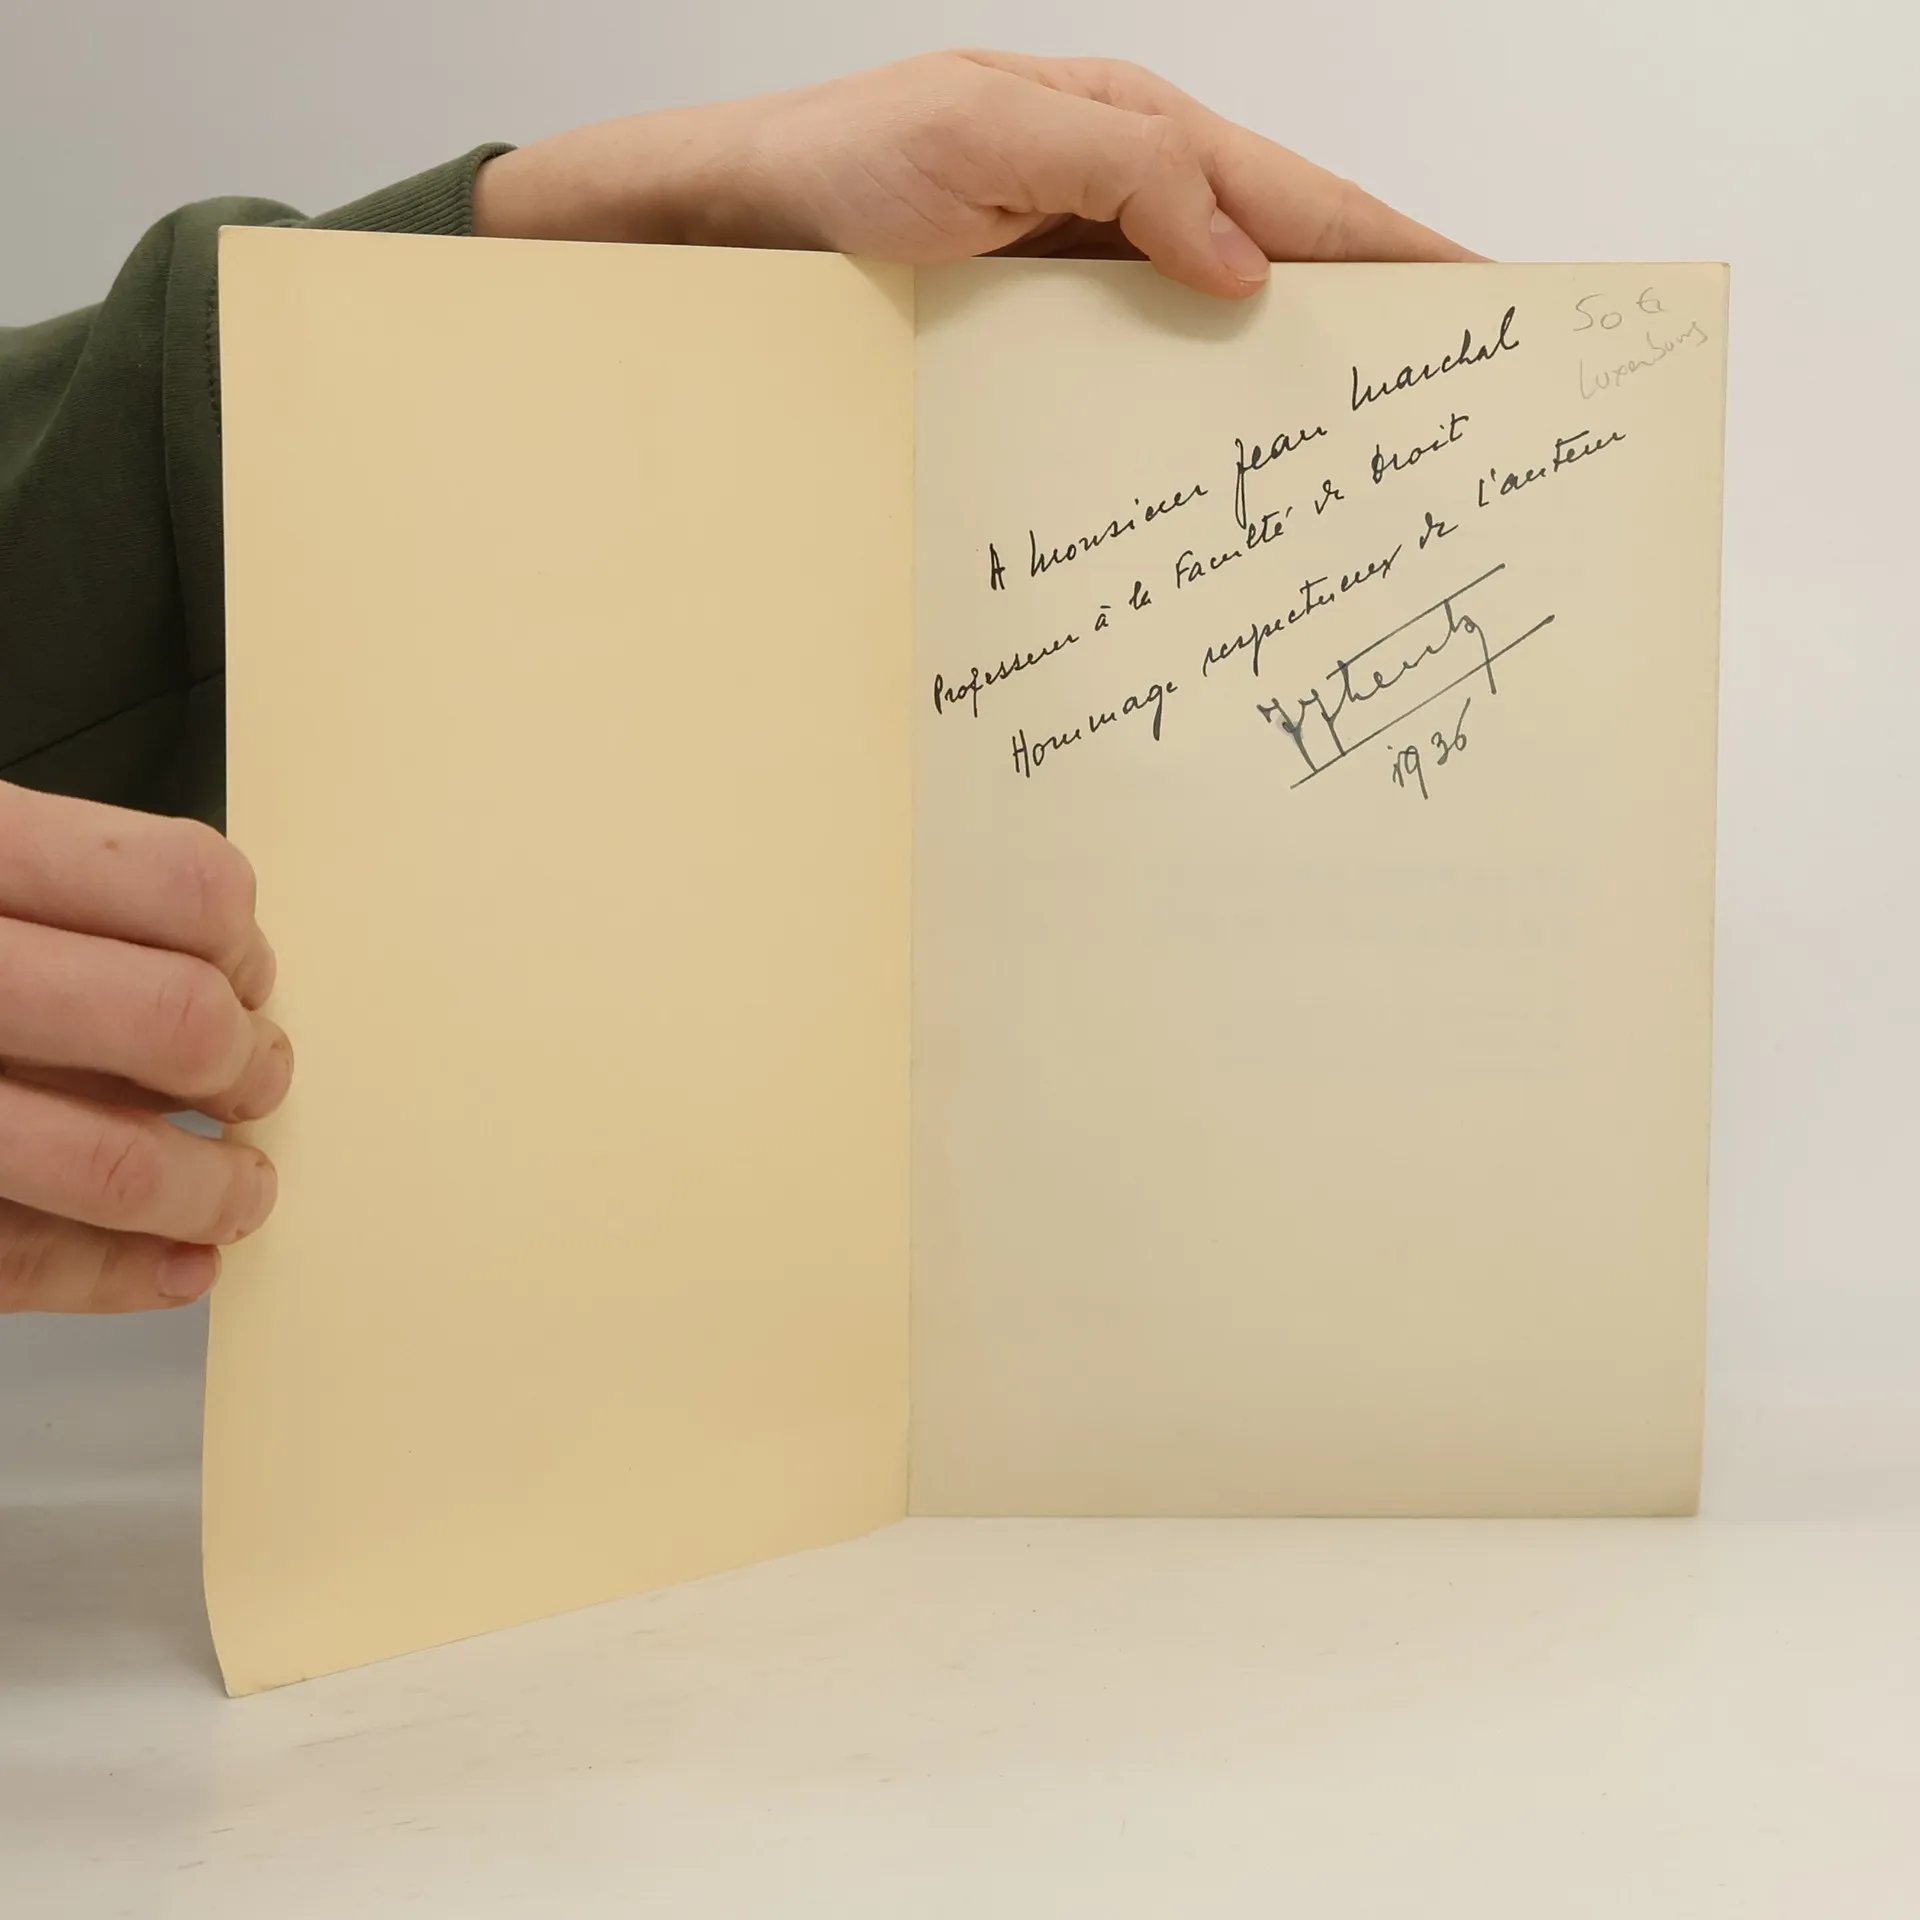 A Monsieur Jean Marchal
Professeur à la Faculté de Droit
Hommage respectueux de l'auteur
1936
50 €
Luxembourg